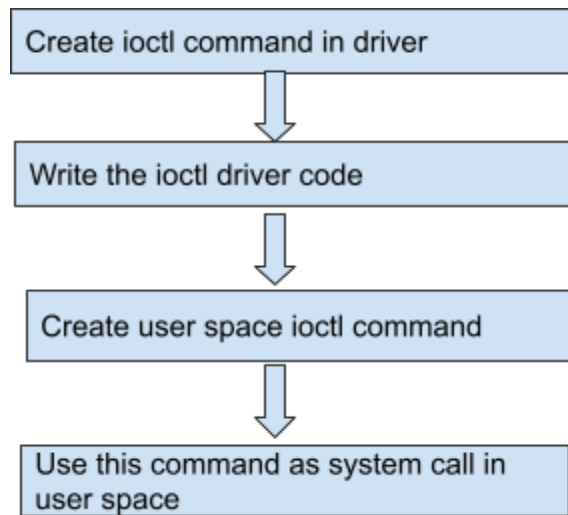 Create ioctl command in driver
Write the ioctl driver code
Create user space ioctl command
Use this command as system call in
user space